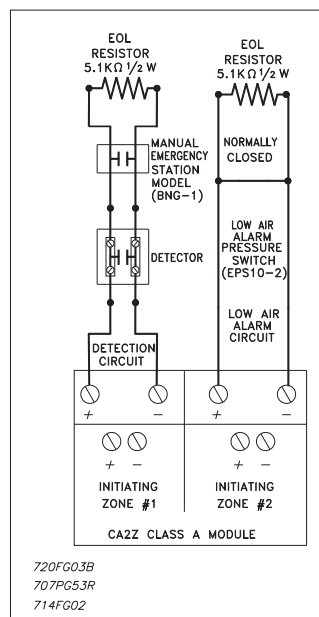 EOL
RESISTOR
5.1KΩ 1/2 W
EOL
RESISTOR
5.1KΩ 1/2 W
MANUAL
EMERGENCY
STATION
MODEL
(BNG-1)
NORMALLY
CLOSED
DETECTOR
LOW AIR
ALARM
PRESSURE
SWITCH
(EPS10-2)
LOW AIR
ALARM
CIRCUIT
DETECTION
CIRCUIT
+ - + -
+ - + -
INITIATING
ZONE #1
INITIATING
ZONE #2
CA2Z CLASS A MODULE
720FG03B
707PG53R
714FG02